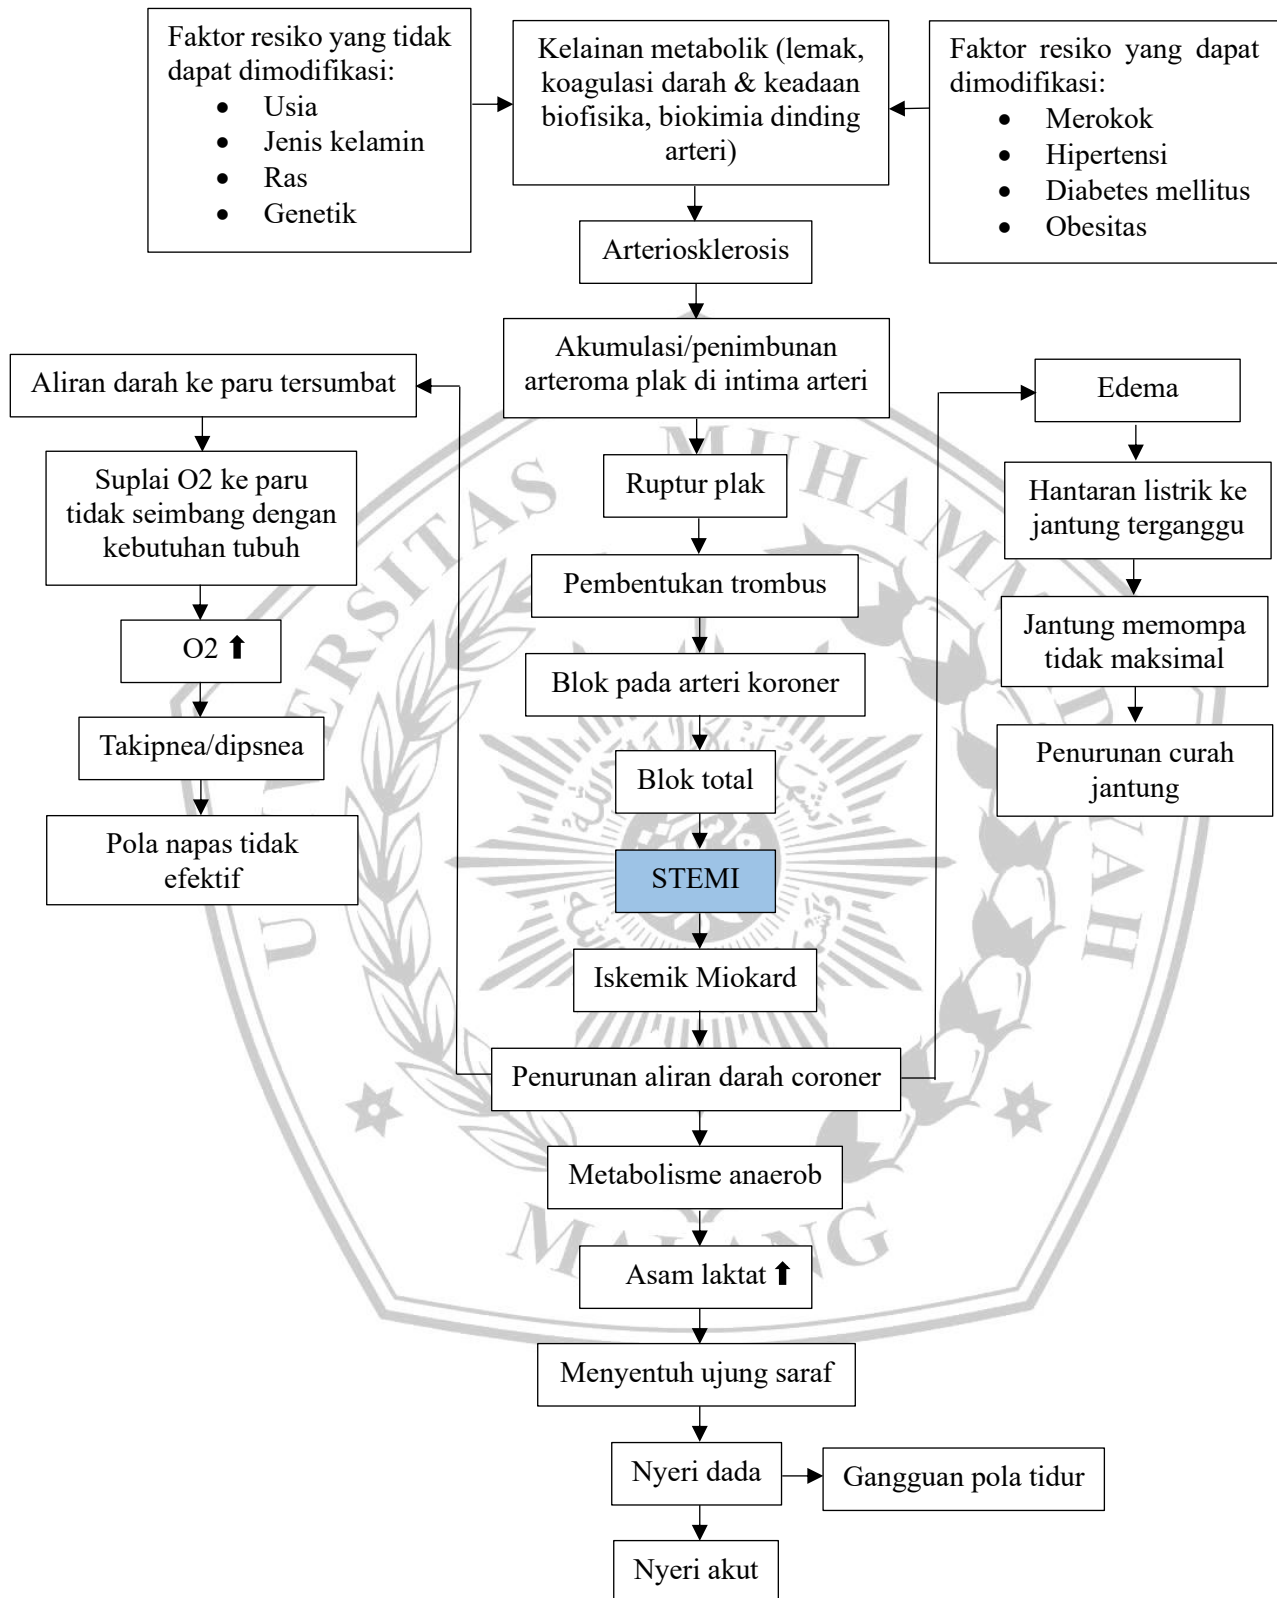 Faktor resiko yang tidak
dapat dimodifikasi:
• Usia
• Jenis kelamin
• Ras
• Genetik
Kelainan metabolik (lemak,
koagulasi darah & keadaan
biofisika, biokimia dinding
arteri)
Faktor resiko yang dapat
dimodifikasi:
• Merokok
• Hipertensi
• Diabetes mellitus
• Obesitas
Arteriosklerosis
Akumulasi/penimbunan
arteroma plak di intima arteri
Aliran darah ke paru tersumbat
Suplai O2 ke paru
tidak seimbang dengan
kebutuhan tubuh
O2 ⬆
Takipnea/dipsnea
Pola napas tidak
efektif
Ruptur plak
Pembentukan trombus
Blok pada arteri koroner
Blok total
STEMI
Iskemik Miokard
Penurunan aliran darah coroner
Edema
Hantaran listrik ke
jantung terganggu
Jantung memompa
tidak maksimal
Penurunan curah
jantung
Metabolisme anaerob
Asam laktat ⬆
Menyentuh ujung saraf
Nyeri dada
Gangguan pola tidur
Nyeri akut
UNIVERSITAS MUHAMMADIYAH
MALANG